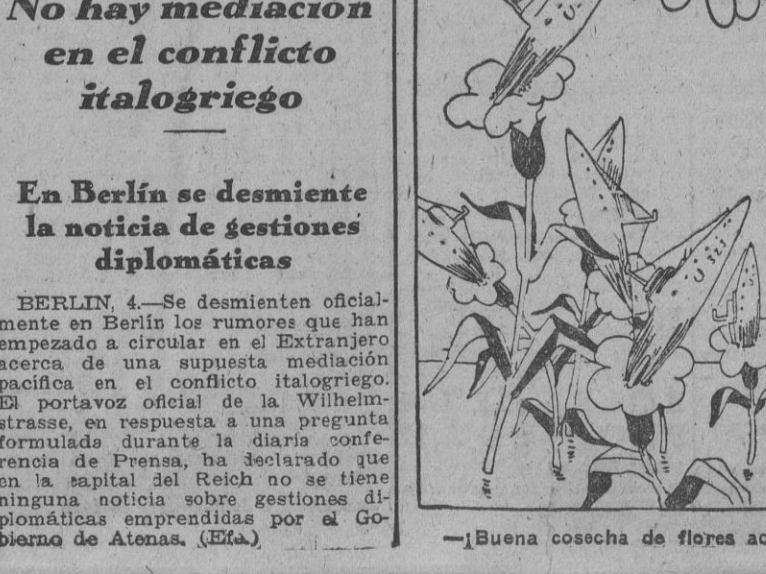 No hay mediación
en el conflicto
italogriego
En Berlín se desmiente
la noticia de gestiones
diplomáticas
BERLIN, 4.—Se desmienten oficial-
mente en Berlín los rumores que han
empezado a circular en el Extranjero
acerca de una supuesta mediación
pacífica en el conflicto italogriego.
El portavoz oficial de la Wilhelm-
strasse, en respuesta a una pregunta
formulada durante la diaria confe-
rencia de Prensa, ha declarado que
en la capital del Reich no se tiene
ninguna noticia sobre gestiones di-
plomáticas emprendidas por el Go-
bierno de Atenas. (Efe.)
U 323
—¡Buena cosecha de flores